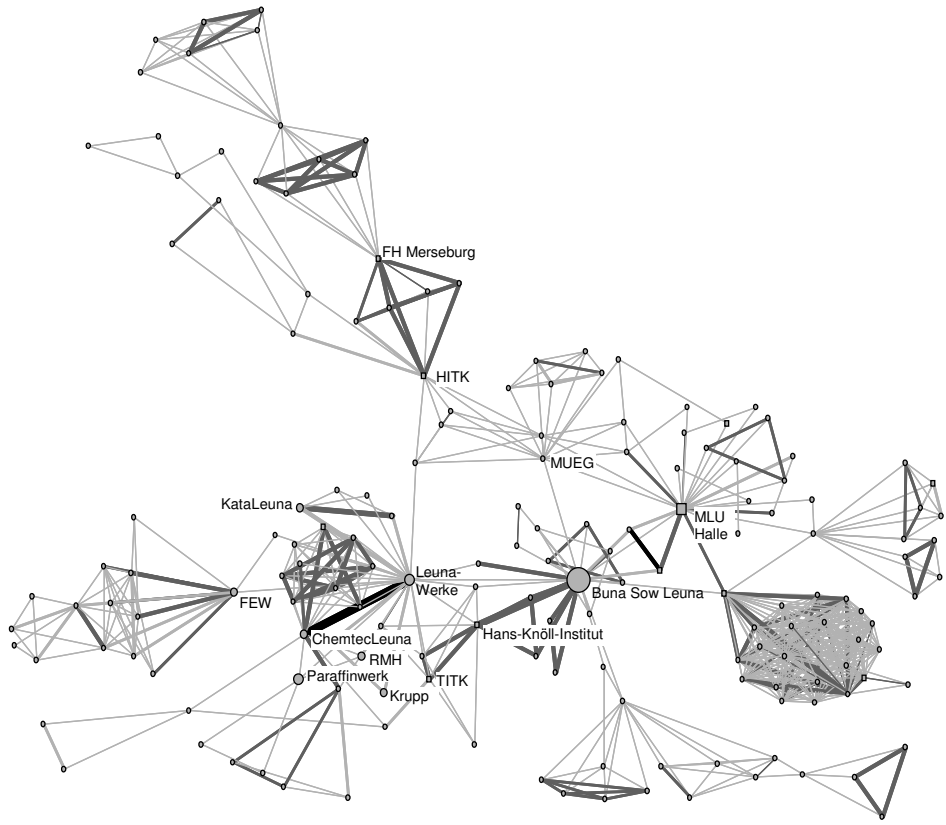 FH Merseburg
HITK
MUEG
KataLeuna
MLU
Halle
Leuna-
Werke
Buna Sow Leuna
FEW
ChemtecLeuna
Hans-Knöll-Institut
RMH
Paraffinwerk
TITK
Krupp